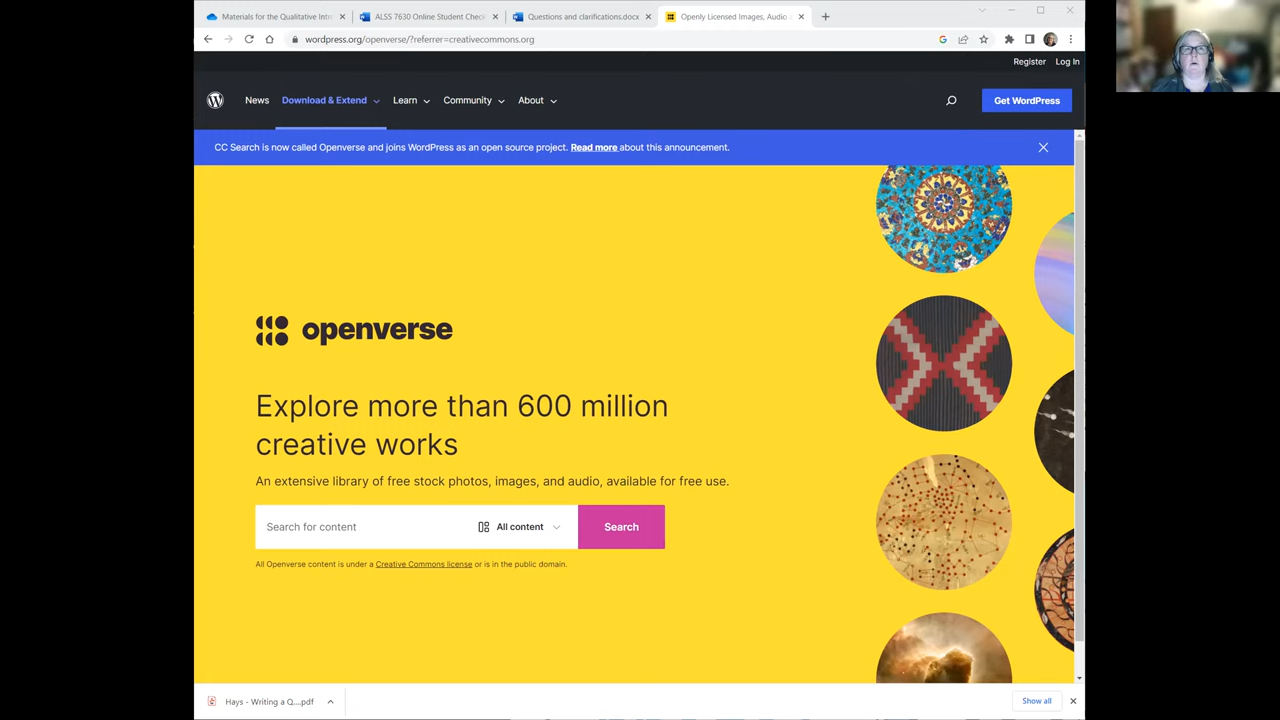 Materials for the Qualitative Intr
ALSS 7630 Online Student Check
Questions and clarifications.docx
Openly Licensed Images, Audio a
wordpress.org/openverse/?referrer=creativecommons.org
Register Log In
News Download & Extend Learn Community About Get WordPress
CC Search is now called Openverse and joins WordPress as an open source project. Read more about this announcement.
openverse
Explore more than 600 million
creative works
An extensive library of free stock photos, images, and audio, available for free use.
Search for content All content Search
All Openverse content is under a Creative Commons license or is in the public domain.
Hays - Writing a Q....pdf Show all